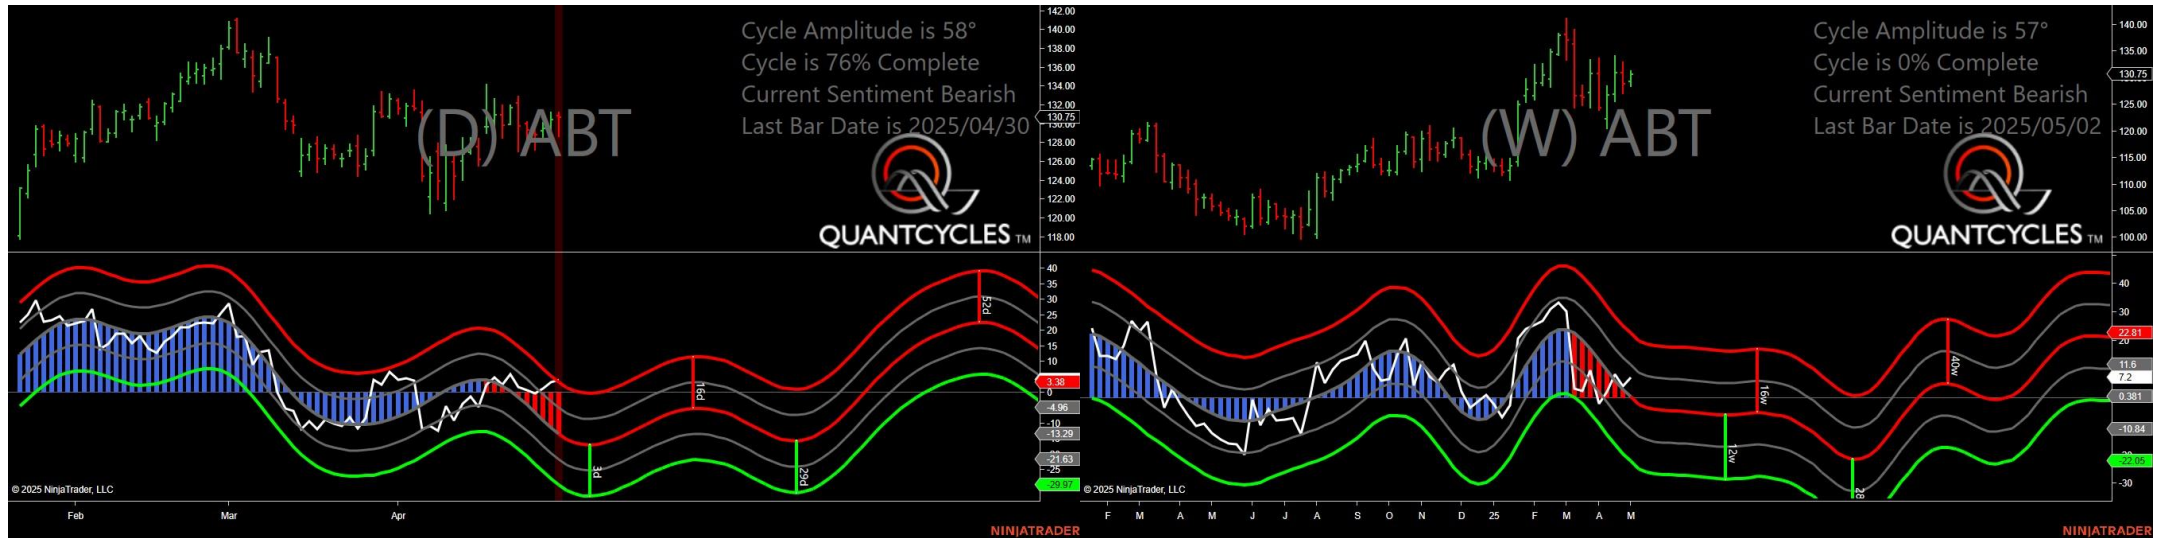 Cycle Amplitude is 58°
Cycle is 76% Complete
Current Sentiment Bearish
Last Bar Date is 2025/04/30
(D) ABT
QUANTCYCLES TM
142.00
140.00
138.00
136.00
134.00
132.00
130.75
130.00
128.00
126.00
124.00
122.00
120.00
118.00
40
35
30
25
20
15
10
3.38
0
-4.96
-10
-13.29
-21.63
-25
-29.97
16d
52d
3d
29d
© 2025 NinjaTrader, LLC
Feb Mar Apr
NINJATRADER
Cycle Amplitude is 57°
Cycle is 0% Complete
Current Sentiment Bearish
Last Bar Date is 2025/05/02
(W) ABT
QUANTCYCLES TM
140.00
135.00
130.75
125.00
120.00
115.00
110.00
105.00
100.00
40
30
22.81
20
11.6
7.2
0.381
-10.84
-22.05
-30
16w
40w
12w
28
© 2025 NinjaTrader, LLC
F M A M J J A S O N D 25 F M A M
NINJATRADER